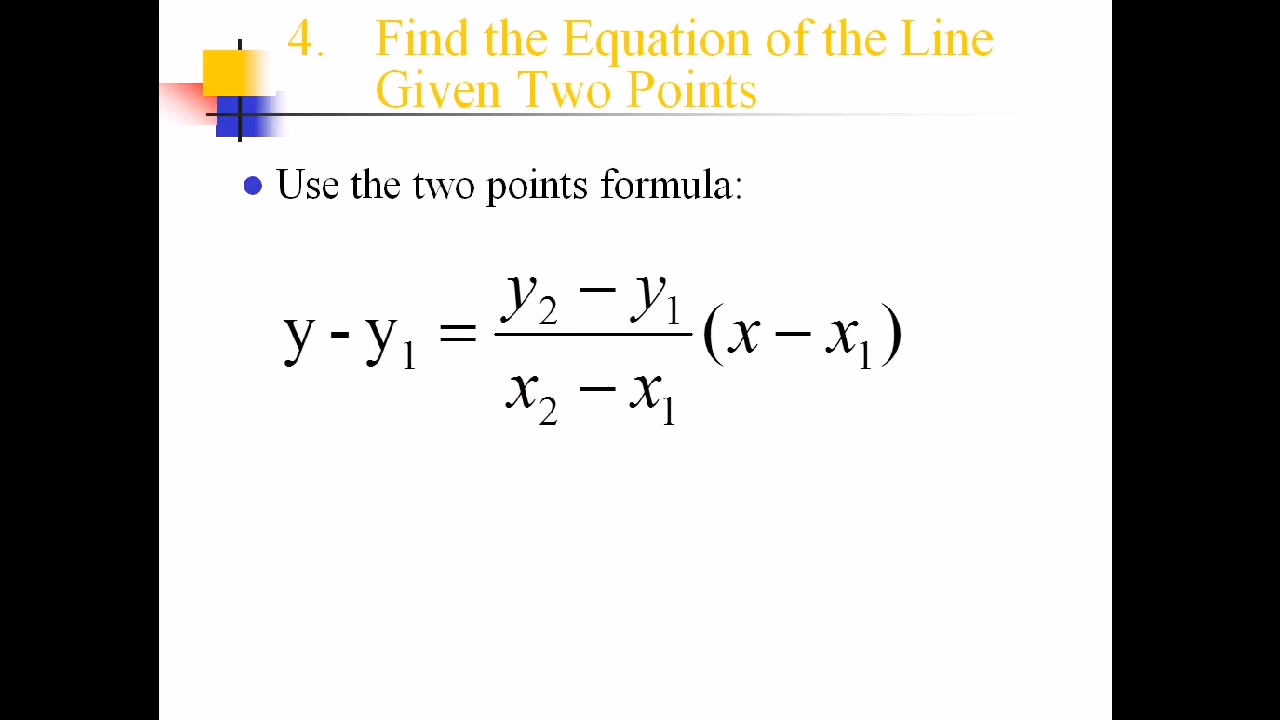 4. Find the Equation of the Line
Given Two Points
Use the two points formula:
y - y₁ = (y₂ − y₁)/(x₂ − x₁) (x − x₁)